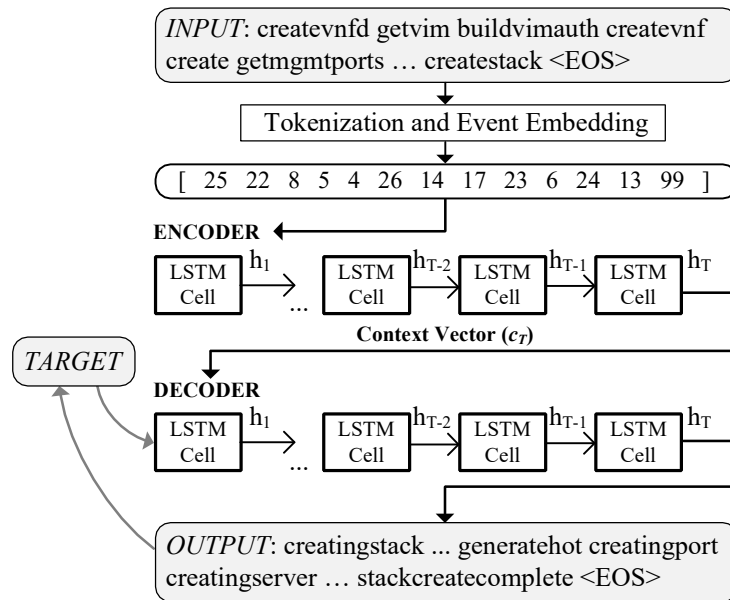 INPUT: createvnfd getvim buildvimauth createvnf
create getmgmtports … createstack <EOS>
Tokenization and Event Embedding
[ 25 22 8 5 4 26 14 17 23 6 24 13 99 ]
ENCODER
LSTM Cell h1 ... LSTM Cell hT-2 LSTM Cell hT-1 LSTM Cell hT
Context Vector (cT)
TARGET
DECODER
LSTM Cell h1 ... LSTM Cell hT-2 LSTM Cell hT-1 LSTM Cell hT
OUTPUT: creatingstack ... generatehot creatingport
creatingserver … stackcreatecomplete <EOS>